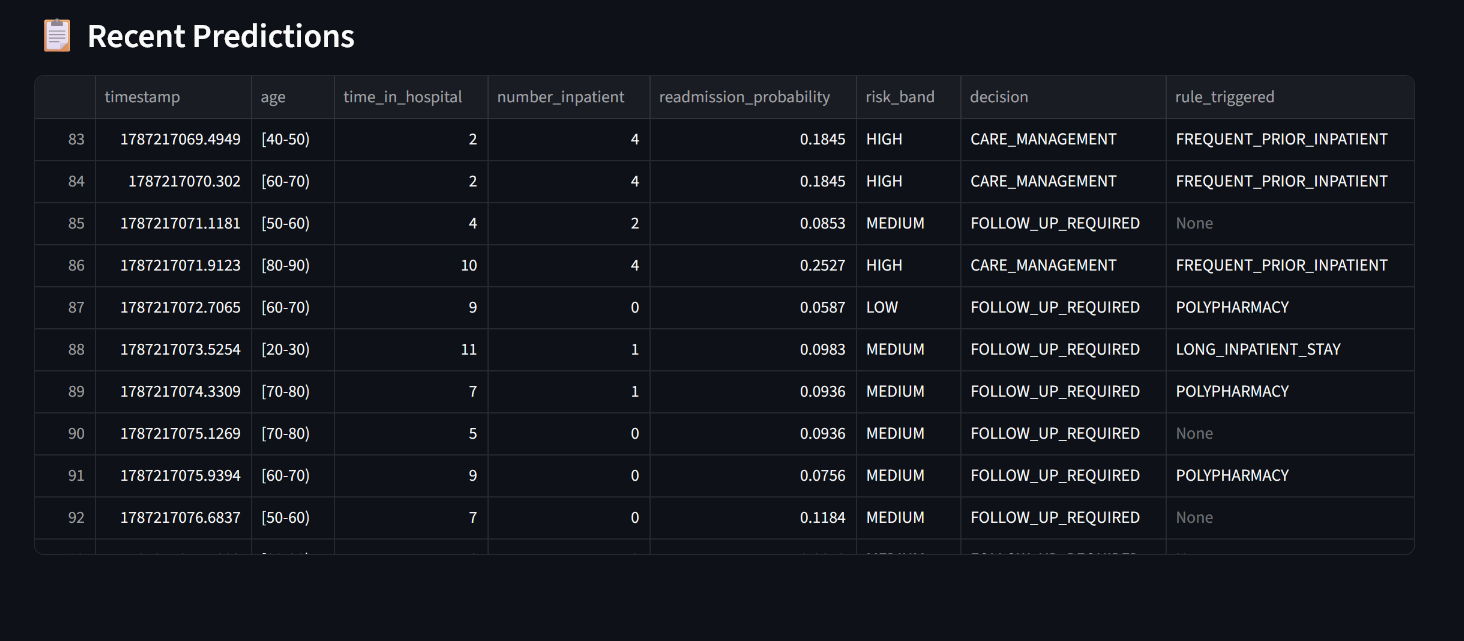 Recent Predictions
timestamp age time_in_hospital number_inpatient readmission_probability risk_band decision rule_triggered
83 1787217069.4949 [40-50) 2 4 0.1845 HIGH CARE_MANAGEMENT FREQUENT_PRIOR_INPATIENT
84 1787217070.302 [60-70) 2 4 0.1845 HIGH CARE_MANAGEMENT FREQUENT_PRIOR_INPATIENT
85 1787217071.1181 [50-60) 4 2 0.0853 MEDIUM FOLLOW_UP_REQUIRED None
86 1787217071.9123 [80-90) 10 4 0.2527 HIGH CARE_MANAGEMENT FREQUENT_PRIOR_INPATIENT
87 1787217072.7065 [60-70) 9 0 0.0587 LOW FOLLOW_UP_REQUIRED POLYPHARMACY
88 1787217073.5254 [20-30) 11 1 0.0983 MEDIUM FOLLOW_UP_REQUIRED LONG_INPATIENT_STAY
89 1787217074.3309 [70-80) 7 1 0.0936 MEDIUM FOLLOW_UP_REQUIRED POLYPHARMACY
90 1787217075.1269 [70-80) 5 0 0.0936 MEDIUM FOLLOW_UP_REQUIRED None
91 1787217075.9394 [60-70) 9 0 0.0756 MEDIUM FOLLOW_UP_REQUIRED POLYPHARMACY
92 1787217076.6837 [50-60) 7 0 0.1184 MEDIUM FOLLOW_UP_REQUIRED None